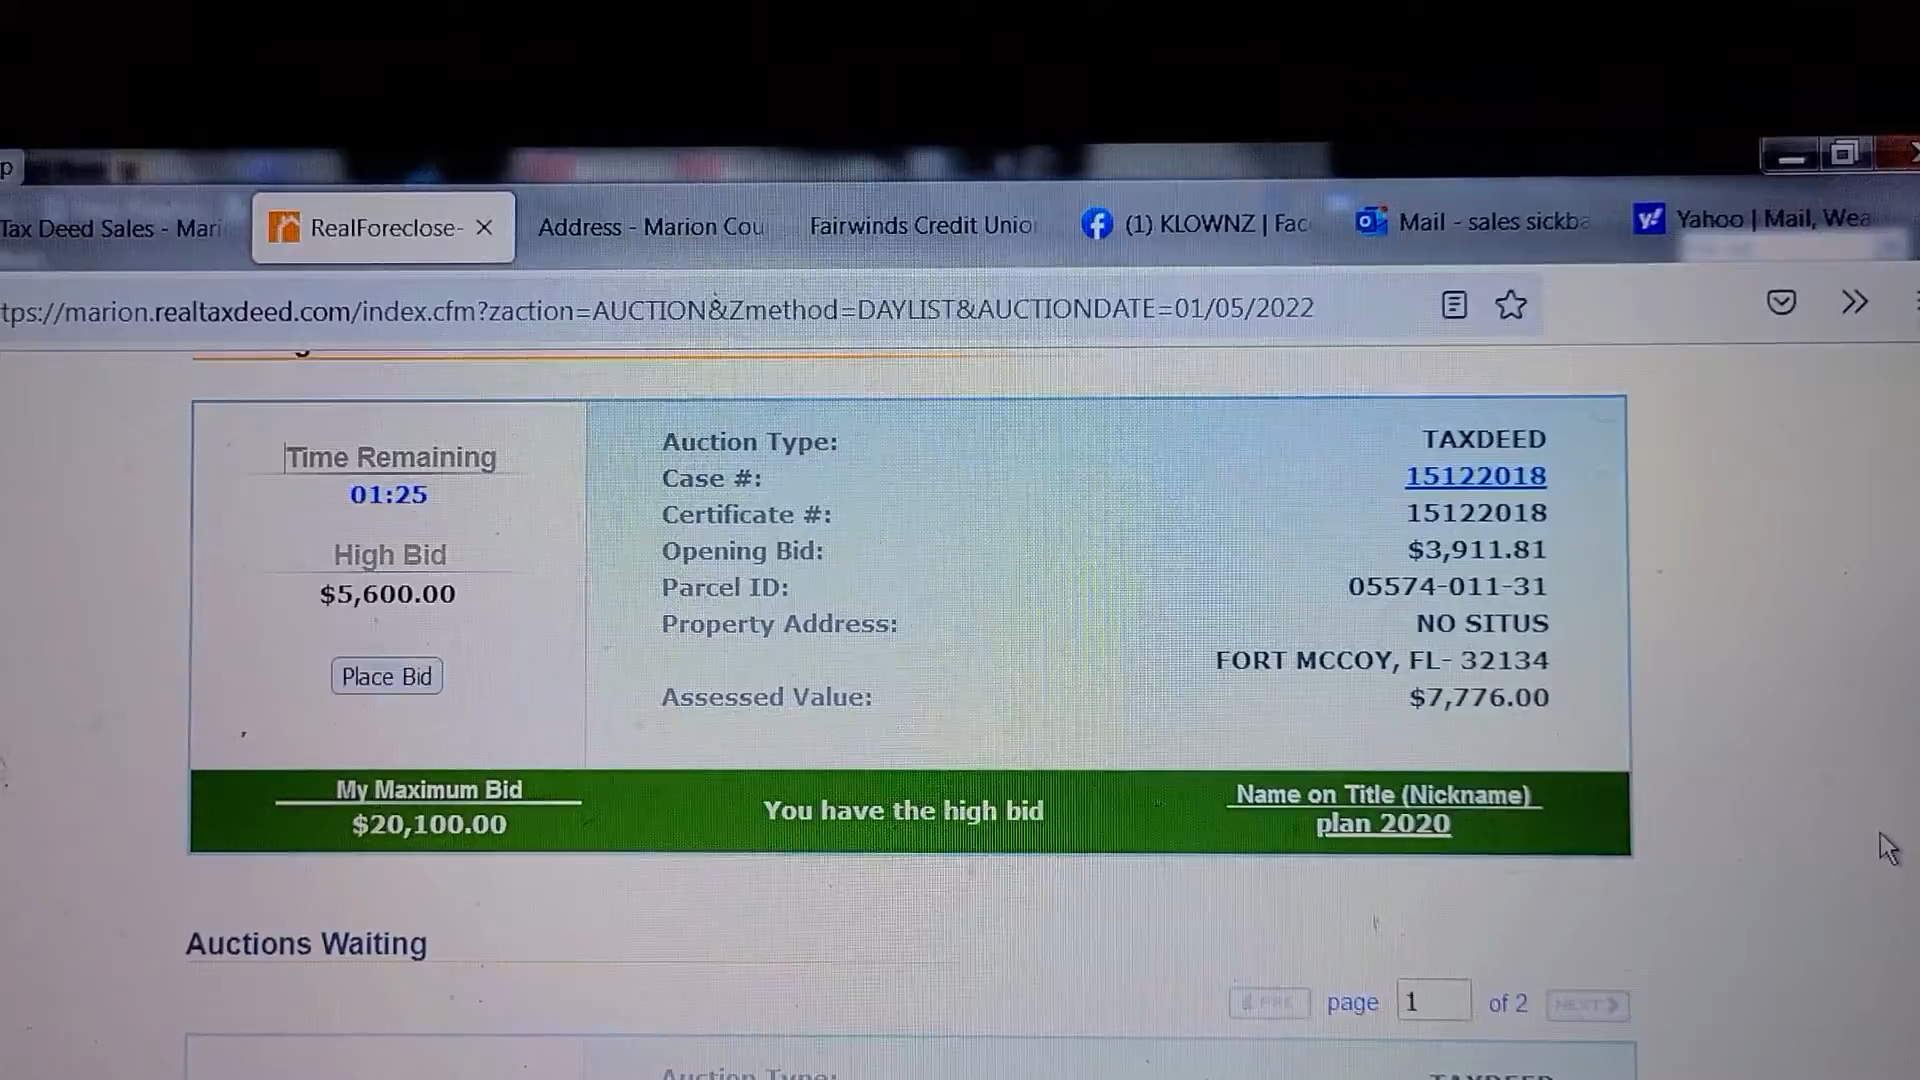 p
Tax Deed Sales - Mari
RealForeclose-
Address - Marion Cou
Fairwinds Credit Unio
(1) KLOWNZ | Fac
Mail - sales sickba
Yahoo | Mail, Wea
tps://marion.realtaxdeed.com/index.cfm?zaction=AUCTION&Zmethod=DAYLIST&AUCTIONDATE=01/05/2022
Time Remaining
01:25
High Bid
$5,600.00
Place Bid
Auction Type: TAXDEED
Case #: 15122018
Certificate #: 15122018
Opening Bid: $3,911.81
Parcel ID: 05574-011-31
Property Address: NO SITUS
FORT MCCOY, FL- 32134
Assessed Value: $7,776.00
My Maximum Bid
$20,100.00
You have the high bid
Name on Title (Nickname)
plan 2020
Auctions Waiting
page 1 of 2 NEXT
Auction Type: TAXDEED